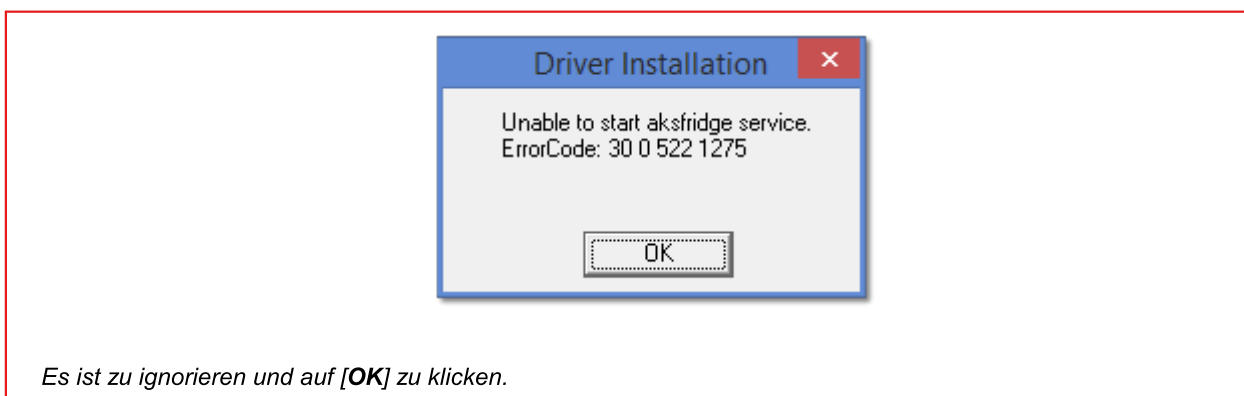 Driver Installation
Unable to start aksfridge service.
ErrorCode: 30 0 522 1275
OK
Es ist zu ignorieren und auf [OK] zu klicken.